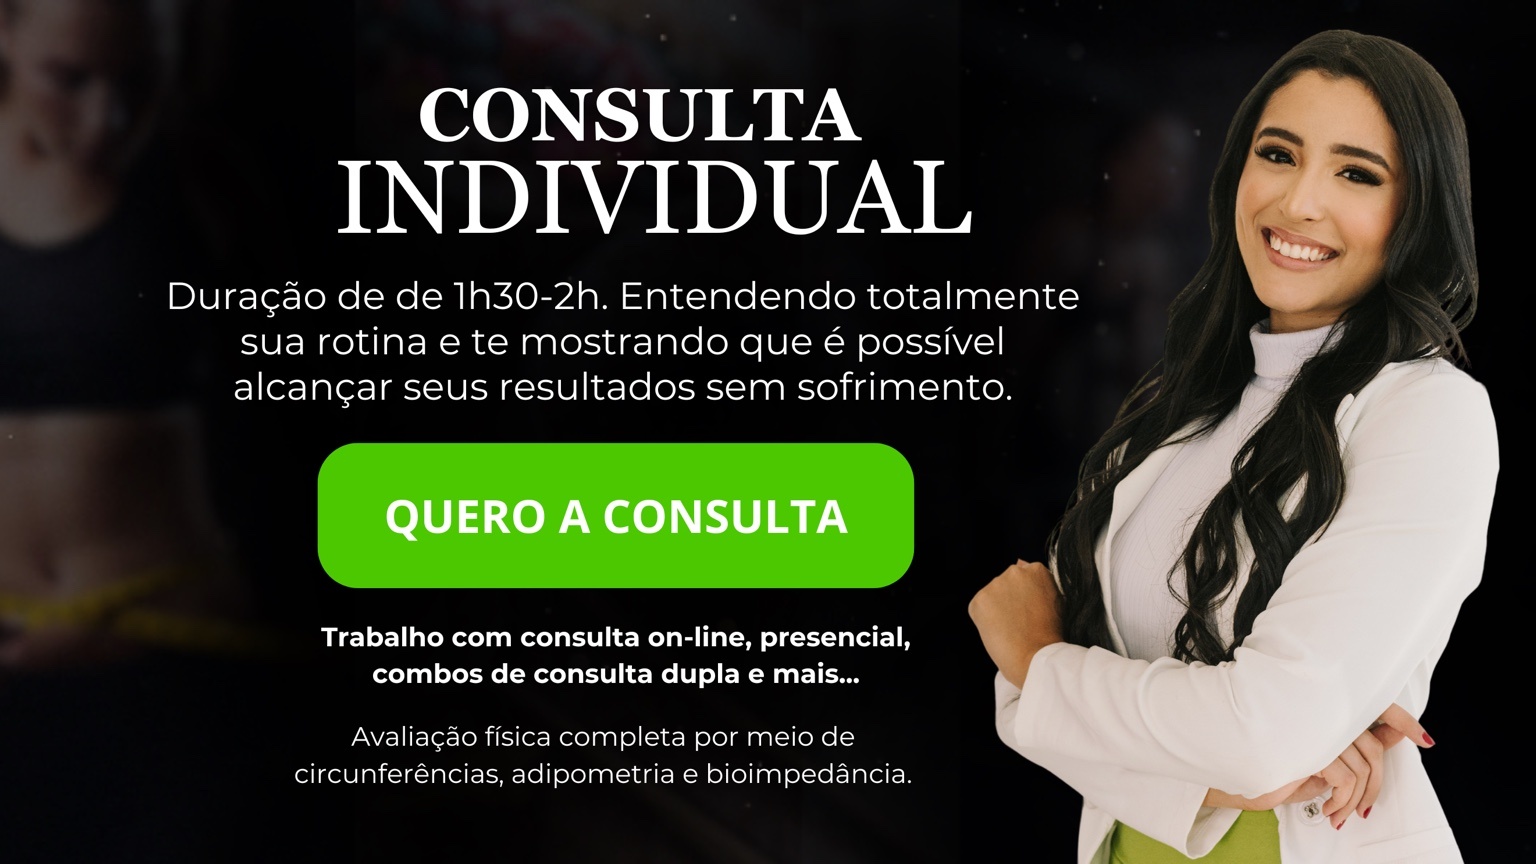 CONSULTA
INDIVIDUAL
Duração de de 1h30-2h. Entendendo totalmente
sua rotina e te mostrando que é possível
alcançar seus resultados sem sofrimento.
QUERO A CONSULTA
Trabalho com consulta on-line, presencial,
combos de consulta dupla e mais...
Avaliação física completa por meio de
circunferências, adipometria e bioimpedância.